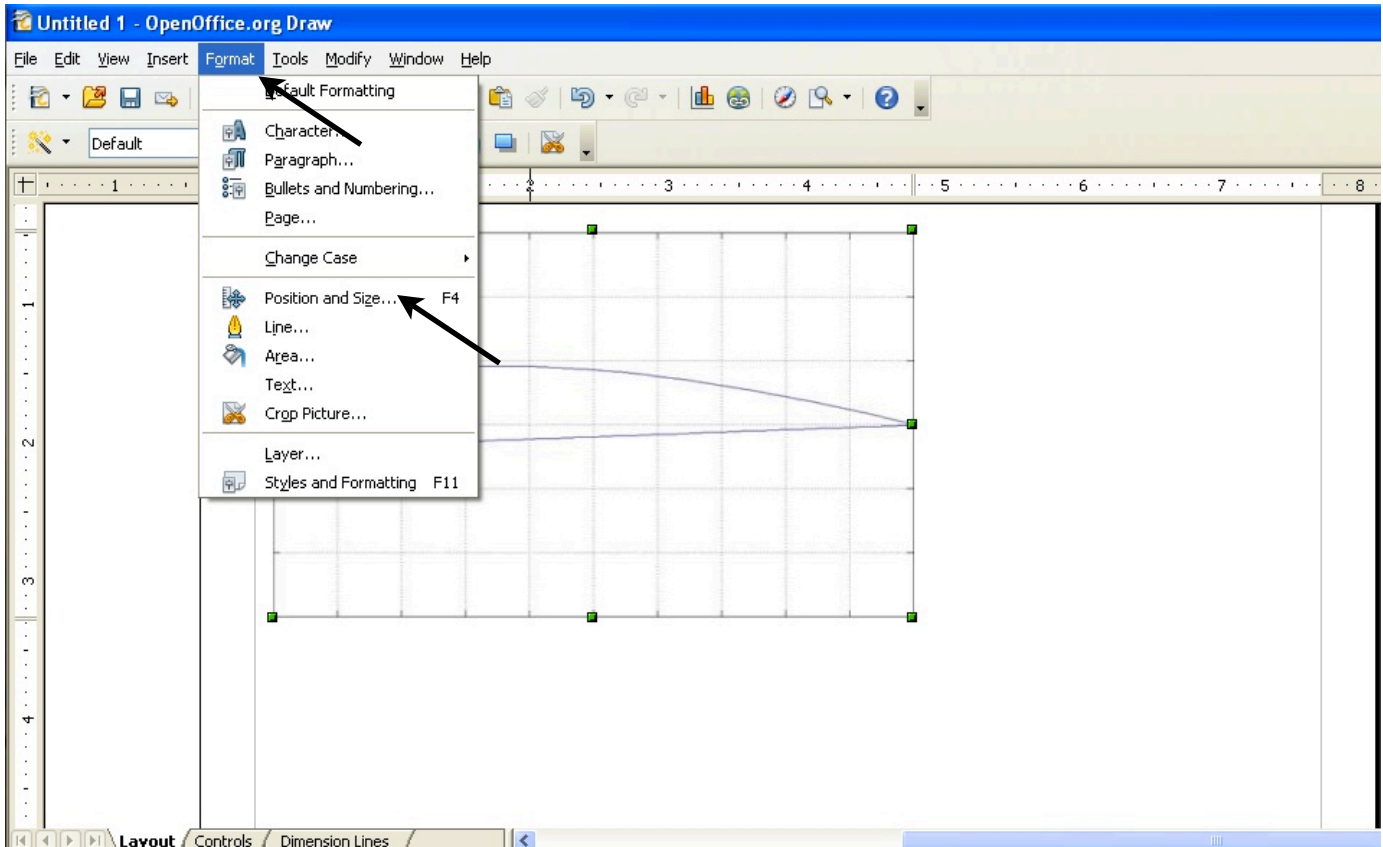 Untitled 1 - OpenOffice.org Draw
File Edit View Insert Format Tools Modify Window Help
Default Formatting
Default
Character...
Paragraph...
Bullets and Numbering...
Page...
Change Case
Position and Size... F4
Line...
Area...
Text...
Crop Picture...
Layer...
Styles and Formatting F11
1 2 3 4 5 6 7 8
1
2
3
4
Layout Controls Dimension Lines